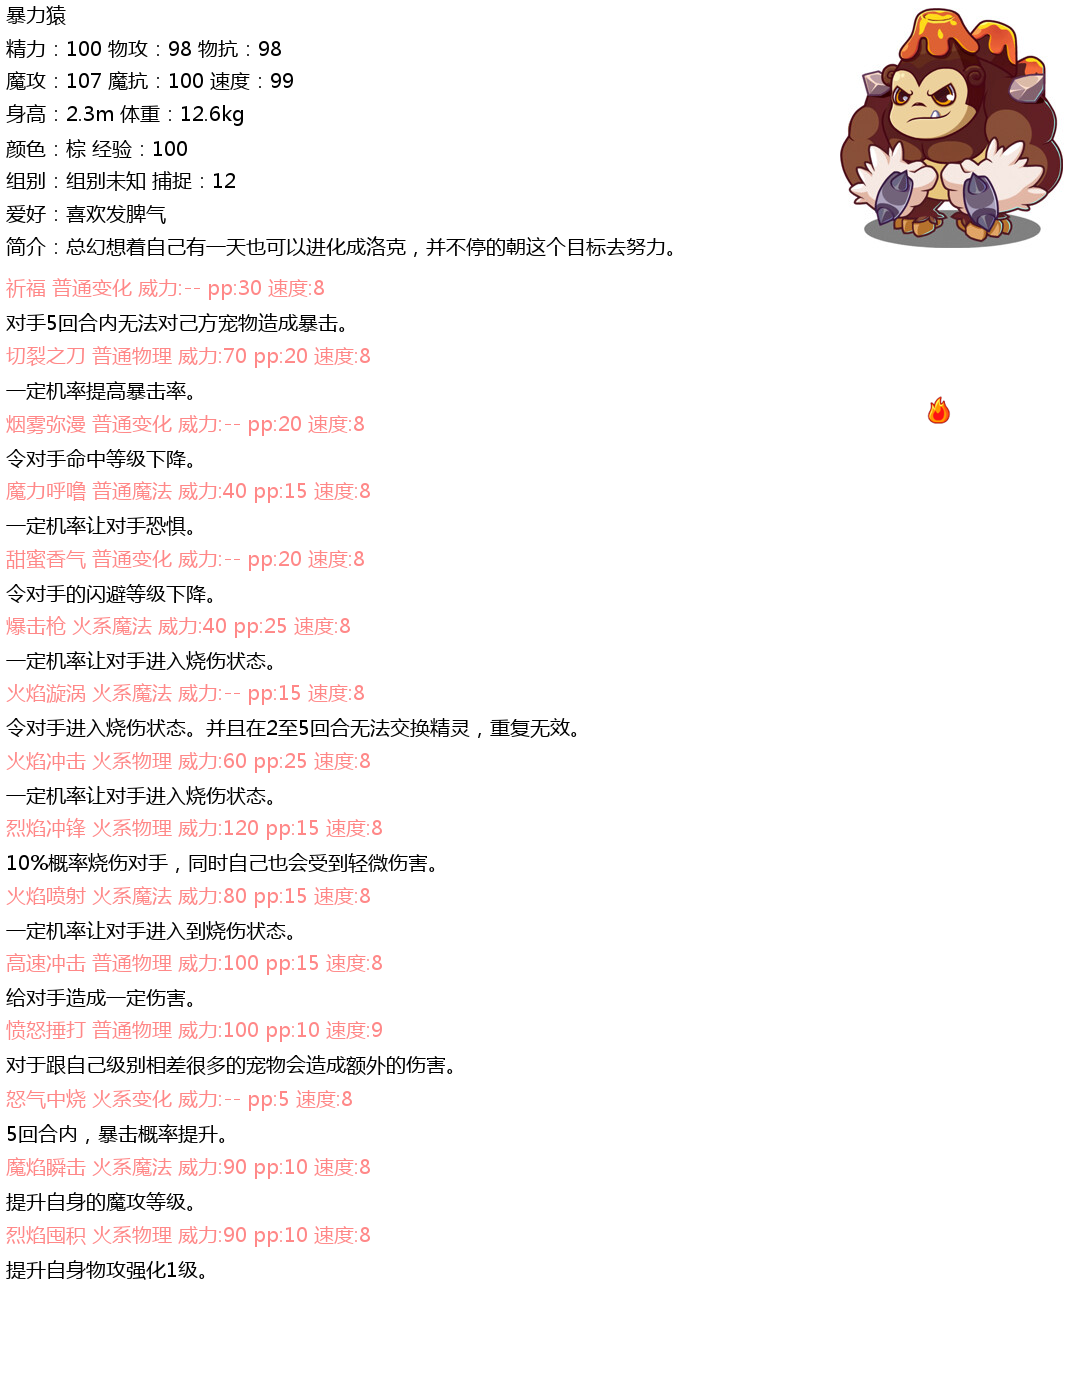 暴力猿
精力：100 物攻：98 物抗：98
魔攻：107 魔抗：100 速度：99
身高：2.3m 体重：12.6kg
颜色：棕 经验：100
组别：组别未知 捕捉：12
爱好：喜欢发脾气
简介：总幻想着自己有一天也可以进化成洛克，并不停的朝这个目标去努力。
祈福 普通变化 威力:-- pp:30 速度:8
对手5回合内无法对己方宠物造成暴击。
切裂之刀 普通物理 威力:70 pp:20 速度:8
一定机率提高暴击率。
烟雾弥漫 普通变化 威力:-- pp:20 速度:8
令对手命中等级下降。
魔力呼噜 普通魔法 威力:40 pp:15 速度:8
一定机率让对手恐惧。
甜蜜香气 普通变化 威力:-- pp:20 速度:8
令对手的闪避等级下降。
爆击枪 火系魔法 威力:40 pp:25 速度:8
一定机率让对手进入烧伤状态。
火焰漩涡 火系魔法 威力:-- pp:15 速度:8
令对手进入烧伤状态。并且在2至5回合无法交换精灵，重复无效。
火焰冲击 火系物理 威力:60 pp:25 速度:8
一定机率让对手进入烧伤状态。
烈焰冲锋 火系物理 威力:120 pp:15 速度:8
10%概率烧伤对手，同时自己也会受到轻微伤害。
火焰喷射 火系魔法 威力:80 pp:15 速度:8
一定机率让对手进入到烧伤状态。
高速冲击 普通物理 威力:100 pp:15 速度:8
给对手造成一定伤害。
愤怒捶打 普通物理 威力:100 pp:10 速度:9
对于跟自己级别相差很多的宠物会造成额外的伤害。
怒气中烧 火系变化 威力:-- pp:5 速度:8
5回合内，暴击概率提升。
魔焰瞬击 火系魔法 威力:90 pp:10 速度:8
提升自身的魔攻等级。
烈焰囤积 火系物理 威力:90 pp:10 速度:8
提升自身物攻强化1级。